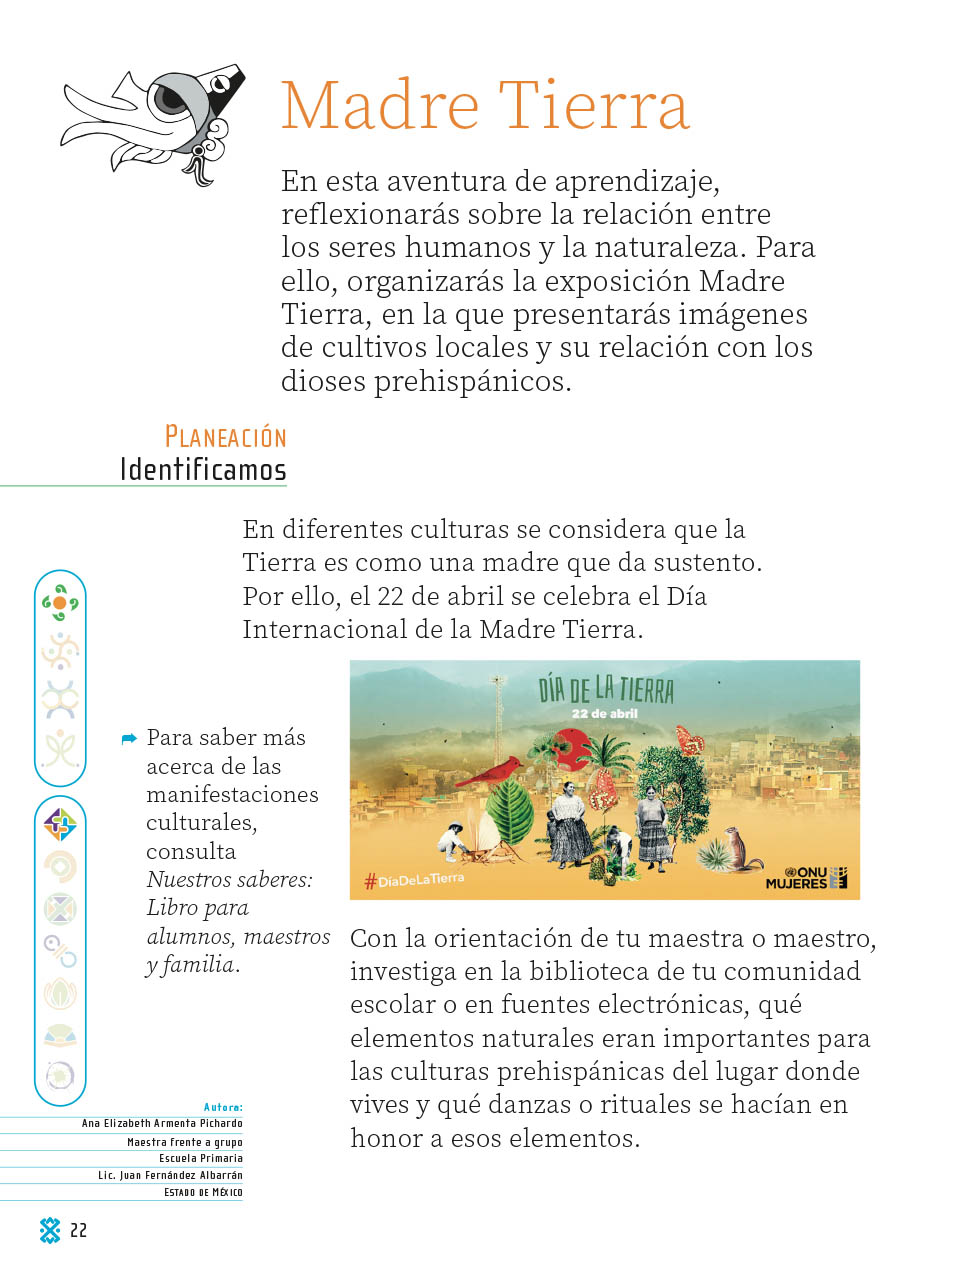 Madre Tierra
En esta aventura de aprendizaje,
reflexionarás sobre la relación entre
los seres humanos y la naturaleza. Para
ello, organizarás la exposición Madre
Tierra, en la que presentarás imágenes
de cultivos locales y su relación con los
dioses prehispánicos.
Planeación
Identificamos
En diferentes culturas se considera que la
Tierra es como una madre que da sustento.
Por ello, el 22 de abril se celebra el Día
Internacional de la Madre Tierra.
DÍA DE LA TIERRA
22 de abril
#DíaDeLaTierra
ONU
MUJERES
Para saber más
acerca de las
manifestaciones
culturales,
consulta
Nuestros saberes:
Libro para
alumnos, maestros
y familia.
Con la orientación de tu maestra o maestro,
investiga en la biblioteca de tu comunidad
escolar o en fuentes electrónicas, qué
elementos naturales eran importantes para
las culturas prehispánicas del lugar donde
vives y qué danzas o rituales se hacían en
honor a esos elementos.
Autora:
Ana Elizabeth Armenta Pichardo
Maestra frente a grupo
Escuela Primaria
Lic. Juan Fernández Albarrán
Estado de México
22